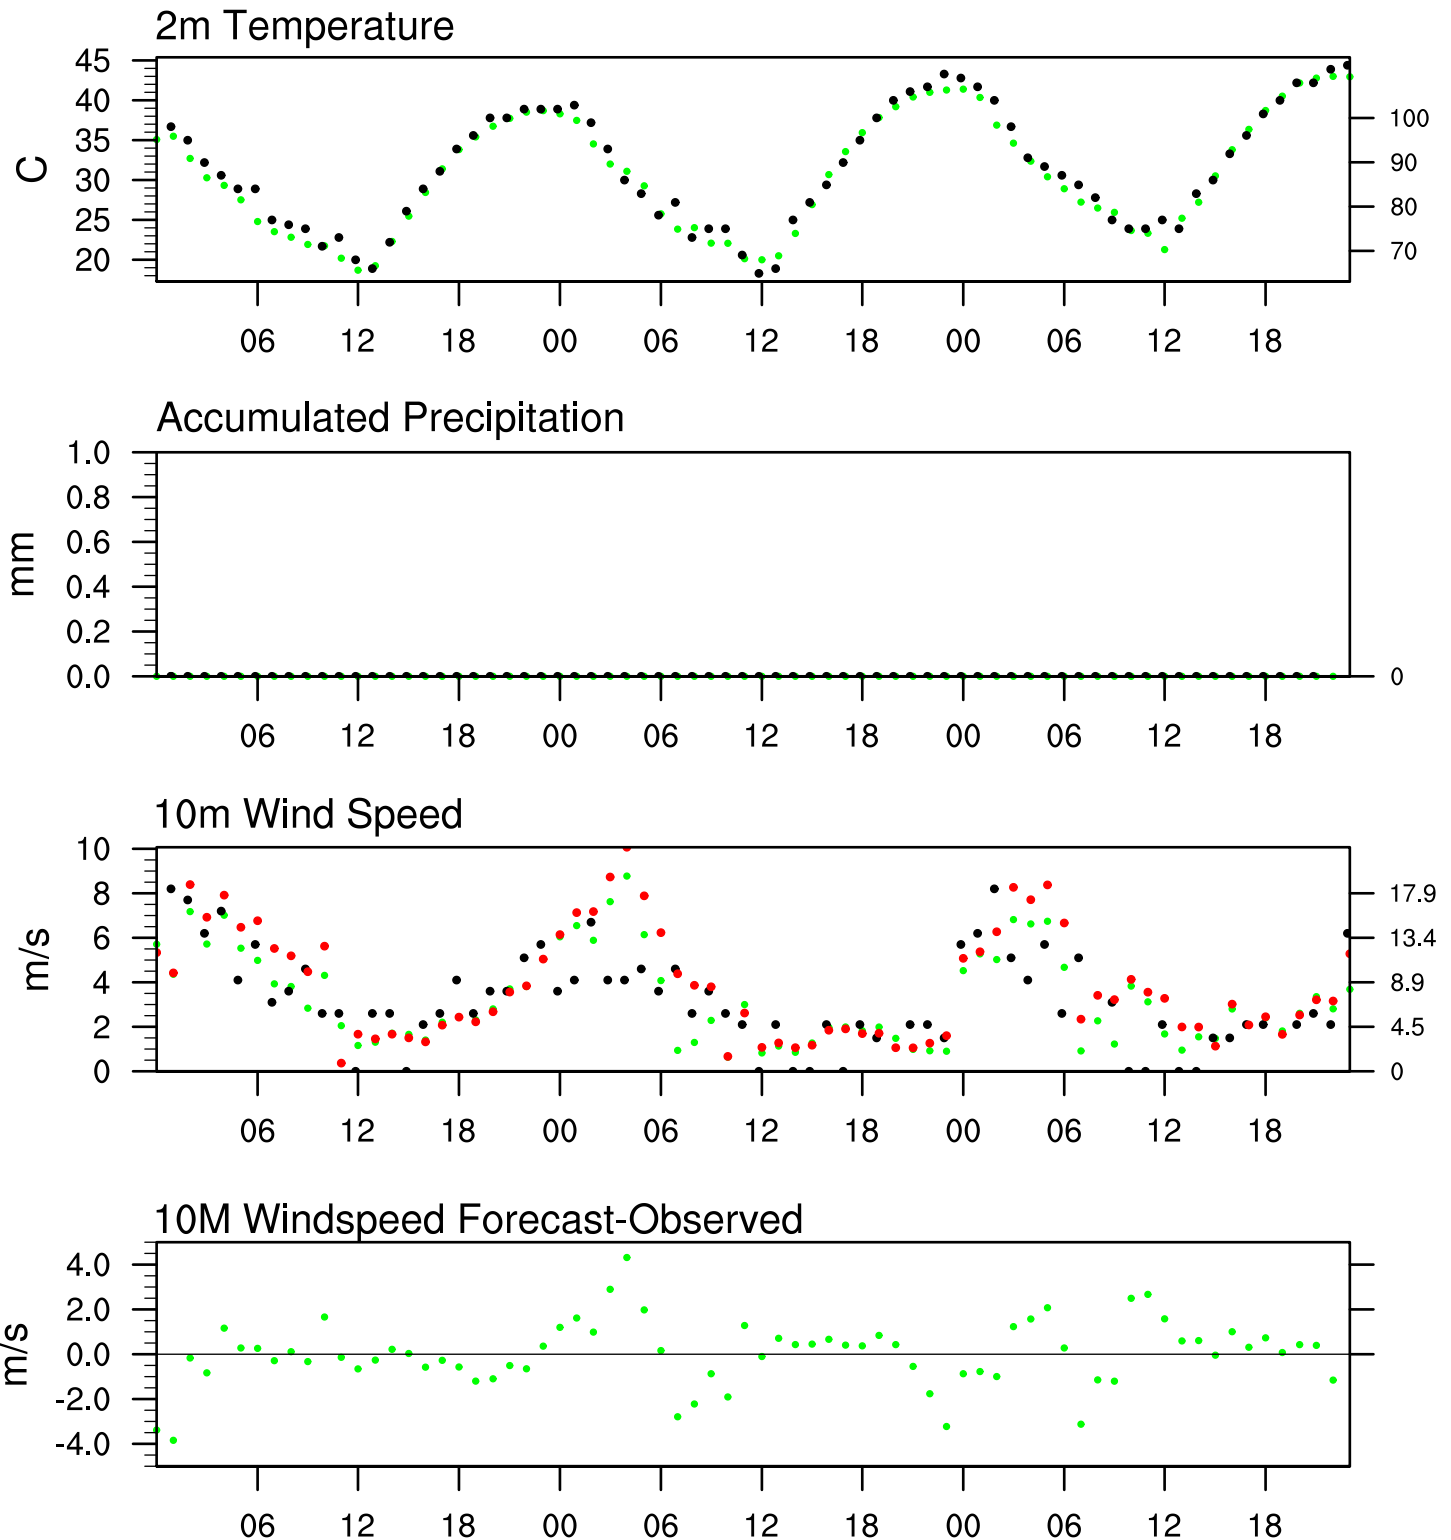 2m Temperature
45
40
35
30
25
20
C
100
90
80
70
06 12 18 00 06 12 18 00 06 12 18
Accumulated Precipitation
1.0
0.8
0.6
0.4
0.2
0.0
mm
0
06 12 18 00 06 12 18 00 06 12 18
10m Wind Speed
10
8
6
4
2
0
m/s
17.9
13.4
8.9
4.5
0
06 12 18 00 06 12 18 00 06 12 18
10M Windspeed Forecast-Observed
4.0
2.0
0.0
-2.0
-4.0
m/s
06 12 18 00 06 12 18 00 06 12 18